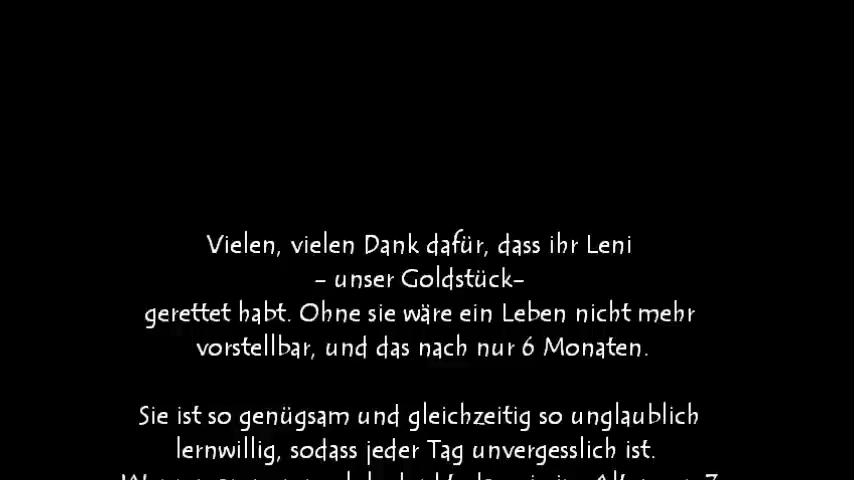 Vielen, vielen Dank dafür, dass ihr Leni
- unser Goldstück-
gerettet habt. Ohne sie wäre ein Leben nicht mehr
vorstellbar, und das nach nur 6 Monaten.
Sie ist so genügsam und gleichzeitig so unglaublich
lernwillig, sodass jeder Tag unvergesslich ist.